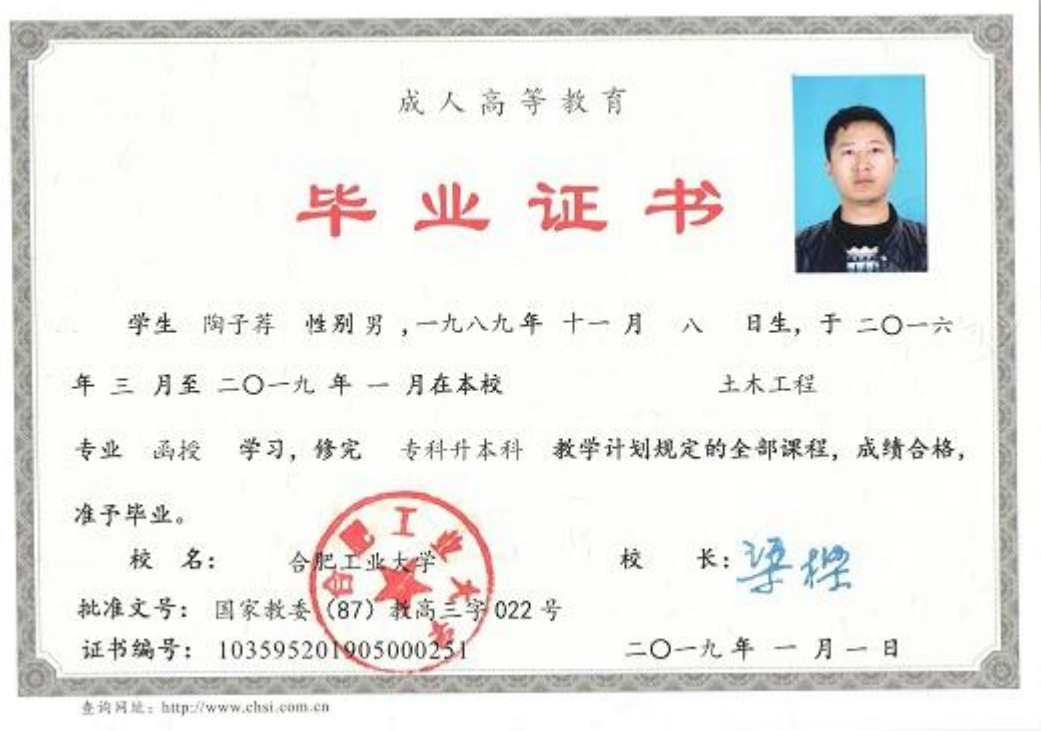 成人高等教育
毕业证书
学生 陶子荐 性别 男 ,一九八九年 十一 月 八 日生, 于 二〇一六
年 三 月至 二〇一九 年 一 月在本校 土木工程
专业 函授 学习, 修完 专科升本科 教学计划规定的全部课程, 成绩合格,
准予毕业。
校 名: 合肥工业大学 校 长: 梁樑
合肥工业大学
批准文号: 国家教委 (87) 教高三字 022 号
证书编号: 103595201905000251 二〇一九 年 一 月 一 日
查询网址: http://www.chsi.com.cn